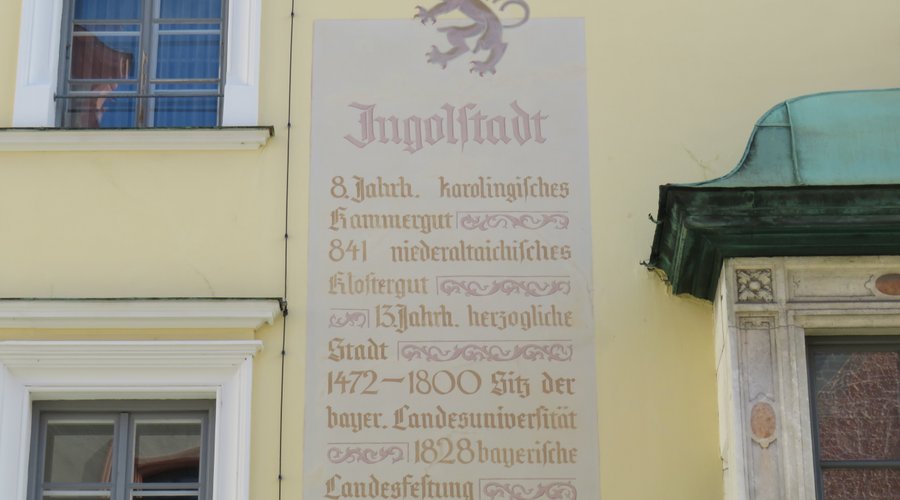 Ingolstadt
8. Jahrh. karolingisches
Kammergut
841 niederaltaichisches
Klostergut
13. Jahrh. herzogliche
Stadt
1472–1800 Sitz der
bayer. Landesuniversität
1828 bayerische
Landesfestung